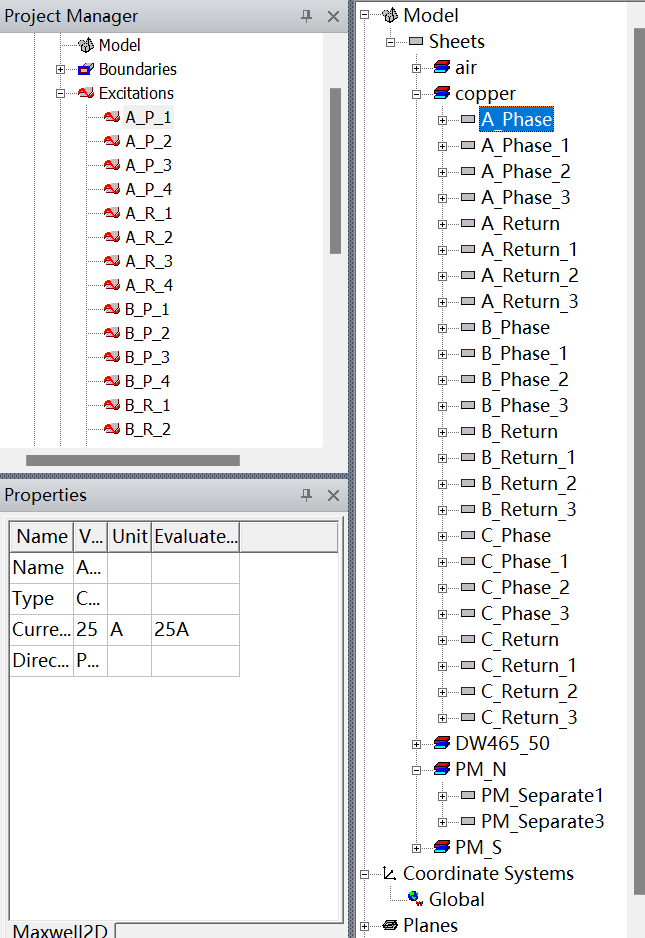 Project Manager
Model
Boundaries
Excitations
A_P_1
A_P_2
A_P_3
A_P_4
A_R_1
A_R_2
A_R_3
A_R_4
B_P_1
B_P_2
B_P_3
B_P_4
B_R_1
B_R_2
Properties
Name V... Unit Evaluate...
Name A...
Type C...
Curre... 25 A 25A
Direc... P...
Maxwell2D
Model
Sheets
air
copper
A_Phase
A_Phase_1
A_Phase_2
A_Phase_3
A_Return
A_Return_1
A_Return_2
A_Return_3
B_Phase
B_Phase_1
B_Phase_2
B_Phase_3
B_Return
B_Return_1
B_Return_2
B_Return_3
C_Phase
C_Phase_1
C_Phase_2
C_Phase_3
C_Return
C_Return_1
C_Return_2
C_Return_3
DW465_50
PM_N
PM_Separate1
PM_Separate3
PM_S
Coordinate Systems
Global
Planes